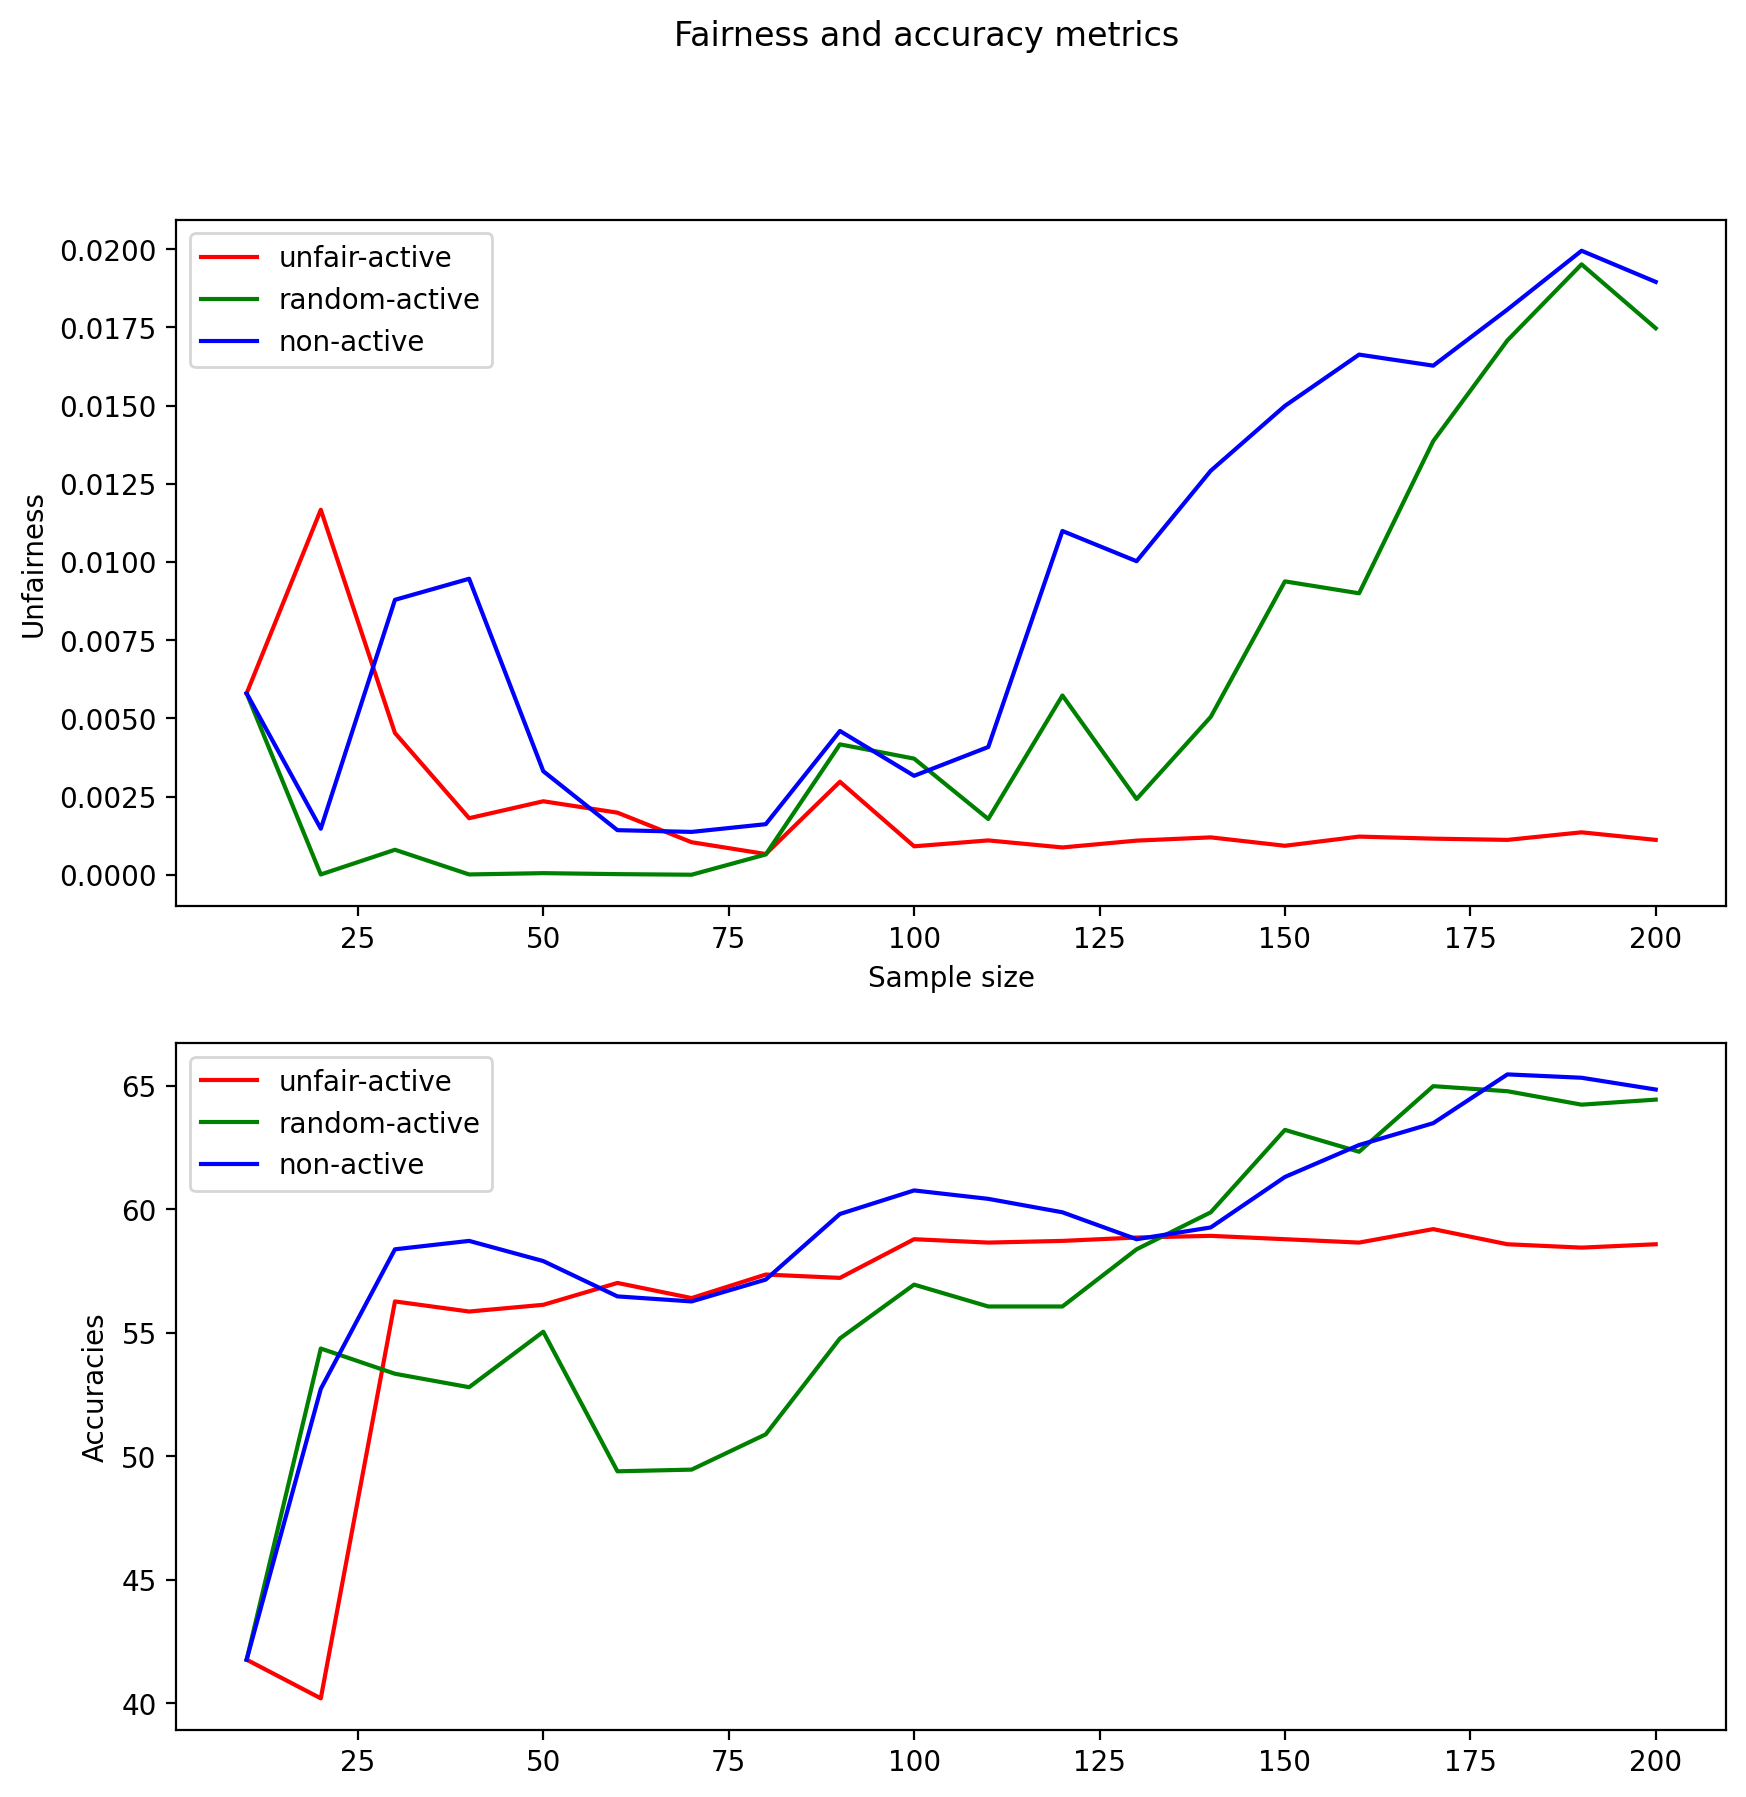 Fairness and accuracy metrics
0.0200
0.0175
0.0150
0.0125
0.0100
0.0075
0.0050
0.0025
0.0000
Unfairness
unfair-active
random-active
non-active
25 50 75 100 125 150 175 200
Sample size
65
60
55
50
45
40
Accuracies
unfair-active
random-active
non-active
25 50 75 100 125 150 175 200